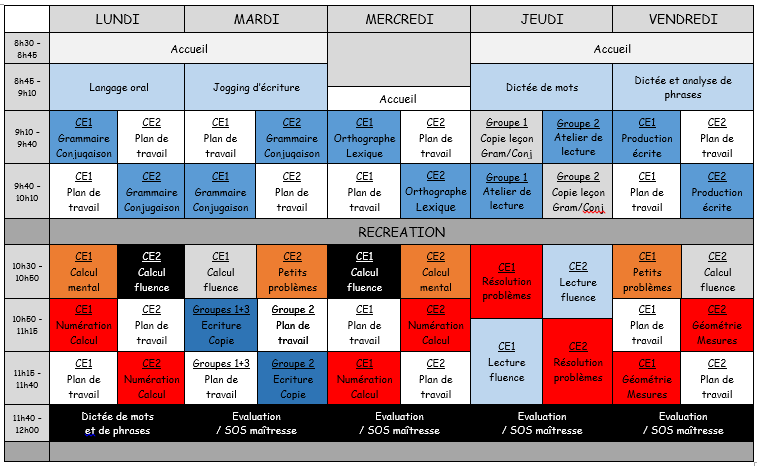 LUNDI MARDI MERCREDI JEUDI VENDREDI
8h30 –
8h45
Accueil
Accueil
8h45 –
9h10
Langage oral
Jogging d’écriture
Accueil
Dictée de mots
Dictée et analyse de
phrases
9h10 –
9h40
CE1
Grammaire
Conjugaison
CE2
Plan de
travail
CE1
Plan de
travail
CE2
Grammaire
Conjugaison
CE1
Orthographe
Lexique
CE2
Plan de
travail
Groupe 1
Copie leçon
Gram/Conj
Groupe 2
Atelier de
lecture
CE1
Production
écrite
CE2
Plan de
travail
9h40 –
10h10
CE1
Plan de
travail
CE2
Grammaire
Conjugaison
CE1
Grammaire
Conjugaison
CE2
Plan de
travail
CE1
Plan de
travail
CE2
Orthographe
Lexique
Groupe 1
Atelier de
lecture
Groupe 2
Copie leçon
Gram/Conj
CE1
Plan de
travail
CE2
Production
écrite
RECREATION
10h30 –
10h50
CE1
Calcul
mental
CE2
Calcul
fluence
CE1
Calcul
fluence
CE2
Petits
problèmes
CE1
Calcul
fluence
CE2
Calcul
mental
CE1
Résolution
problèmes
CE2
Lecture
fluence
CE1
Petits
problèmes
CE2
Calcul
fluence
10h50 –
11h15
CE1
Numération
Calcul
CE2
Plan de
travail
Groupes 1+3
Ecriture
Copie
Groupe 2
Plan de
travail
CE1
Plan de
travail
CE2
Numération
Calcul
CE1
Lecture
fluence
CE2
Résolution
problèmes
CE1
Plan de
travail
CE2
Géométrie
Mesures
11h15 –
11h40
CE1
Plan de
travail
CE2
Numération
Calcul
Groupes 1+3
Plan de
travail
Groupe 2
Ecriture
Copie
CE1
Numération
Calcul
CE2
Plan de
travail
CE1
Géométrie
Mesures
CE2
Plan de
travail
11h40 –
12h00
Dictée de mots
et de phrases
Evaluation
/ SOS maîtresse
Evaluation
/ SOS maîtresse
Evaluation
/ SOS maîtresse
Evaluation
/ SOS maîtresse